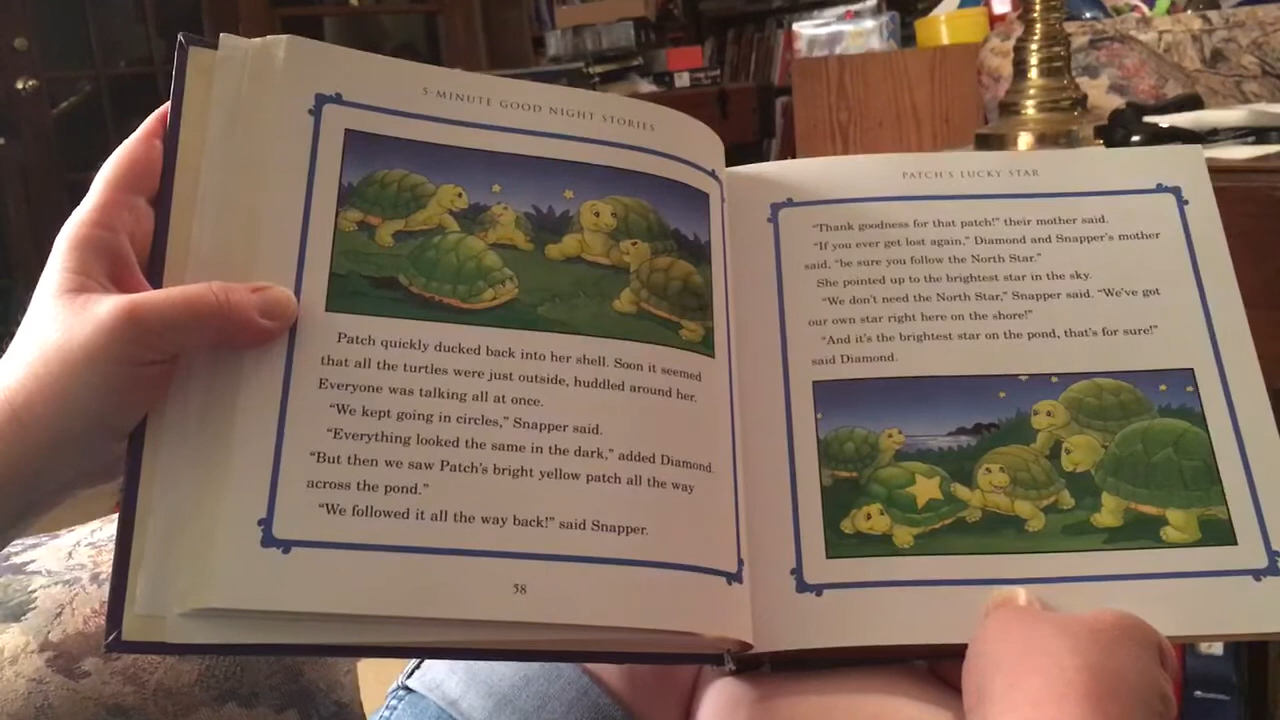 5-MINUTE GOOD NIGHT STORIES
Patch quickly ducked back into her shell. Soon it seemed
that all the turtles were just outside, huddled around her.
Everyone was talking all at once.
"We kept going in circles," Snapper said.
"Everything looked the same in the dark," added Diamond.
"But then we saw Patch's bright yellow patch all the way
across the pond."
"We followed it all the way back!" said Snapper.
58
PATCH'S LUCKY STAR
"Thank goodness for that patch!" their mother said.
"If you ever get lost again," Diamond and Snapper's mother
said, "be sure you follow the North Star."
She pointed up to the brightest star in the sky.
"We don't need the North Star," Snapper said. "We've got
our own star right here on the shore!"
"And it's the brightest star on the pond, that's for sure!"
said Diamond.